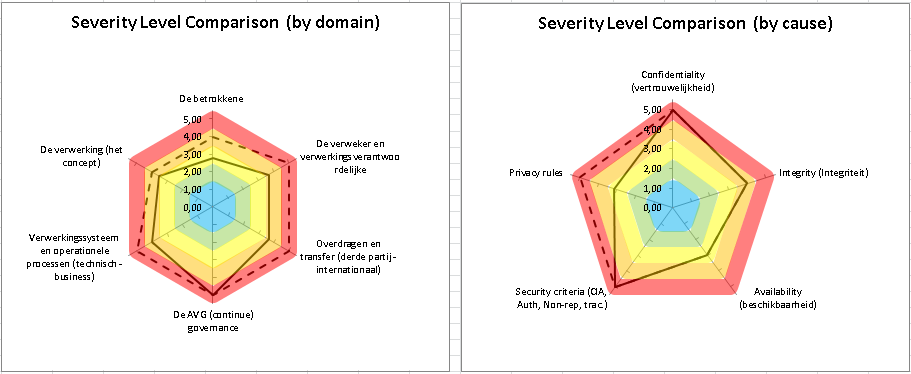 Severity Level Comparison (by domain)
De betrokkene
5,00
4,00
3,00
2,00
1,00
0,00
De verweker en
verwerkingsverantwoo
rdelijke
Overdragen en
transfer (derde partij-
internationaal)
De AVG (continue)
governance
Verwerkingssysteem
en operationele
processen (technisch-
business)
De verwerking (het
concept)
Severity Level Comparison (by cause)
Confidentiality
(vertrouwelijkheid)
5,00
4,00
3,00
2,00
1,00
0,00
Integrity (Integriteit)
Availability
(beschikbaarheid)
Security criteria (CIA,
Auth, Non-rep, trac.)
Privacy rules